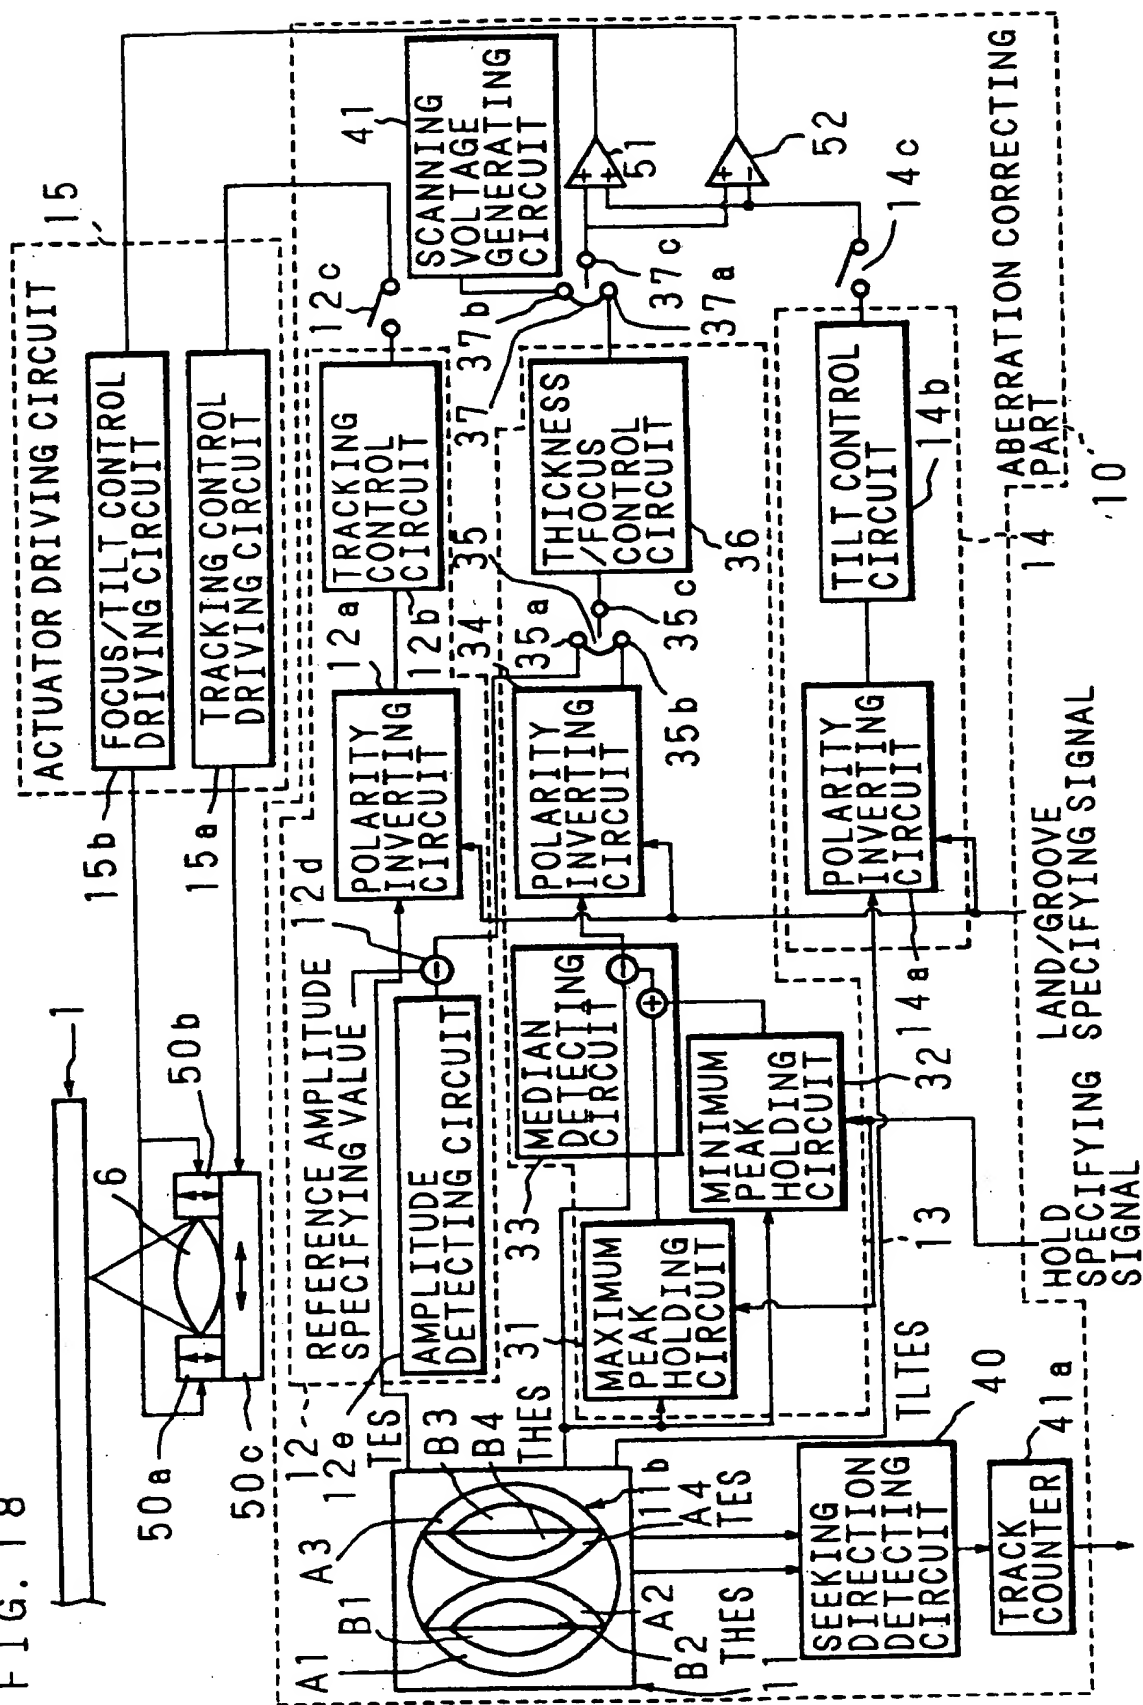 FIG. 18
1
6
50a
50b
50c
15b
15a
15
ACTUATOR DRIVING CIRCUIT
FOCUS/TILT CONTROL
DRIVING CIRCUIT
TRACKING CONTROL
DRIVING CIRCUIT
12
REFERENCE AMPLITUDE
SPECIFYING VALUE
12d
12e
AMPLITUDE
DETECTING CIRCUIT
12a
POLARITY
INVERTING
CIRCUIT
12b
TRACKING
CONTROL
CIRCUIT
12c
41
SCANNING
VOLTAGE
GENERATING
CIRCUIT
TES
A3
B3
B4
THES
A1
B1
11b
A4
TES
A2
B2
THES
11
31
MAXIMUM
PEAK
HOLDING
CIRCUIT
33
MEDIAN
DETECTING
CIRCUIT
MINIMUM
PEAK
HOLDING
CIRCUIT
32
13
34
POLARITY
INVERTING
CIRCUIT
35
35a
35b
35c
THICKNESS
/FOCUS
CONTROL
CIRCUIT
36
37
37b
37c
37a
51
52
TLTES
14a
POLARITY
INVERTING
CIRCUIT
TILT CONTROL
CIRCUIT
14b
14c
14
40
SEEKING
DIRECTION
DETECTING
CIRCUIT
41a
TRACK
COUNTER
HOLD
SPECIFYING
SIGNAL
LAND/GROOVE
SPECIFYING SIGNAL
ABERRATION CORRECTING
PART
10